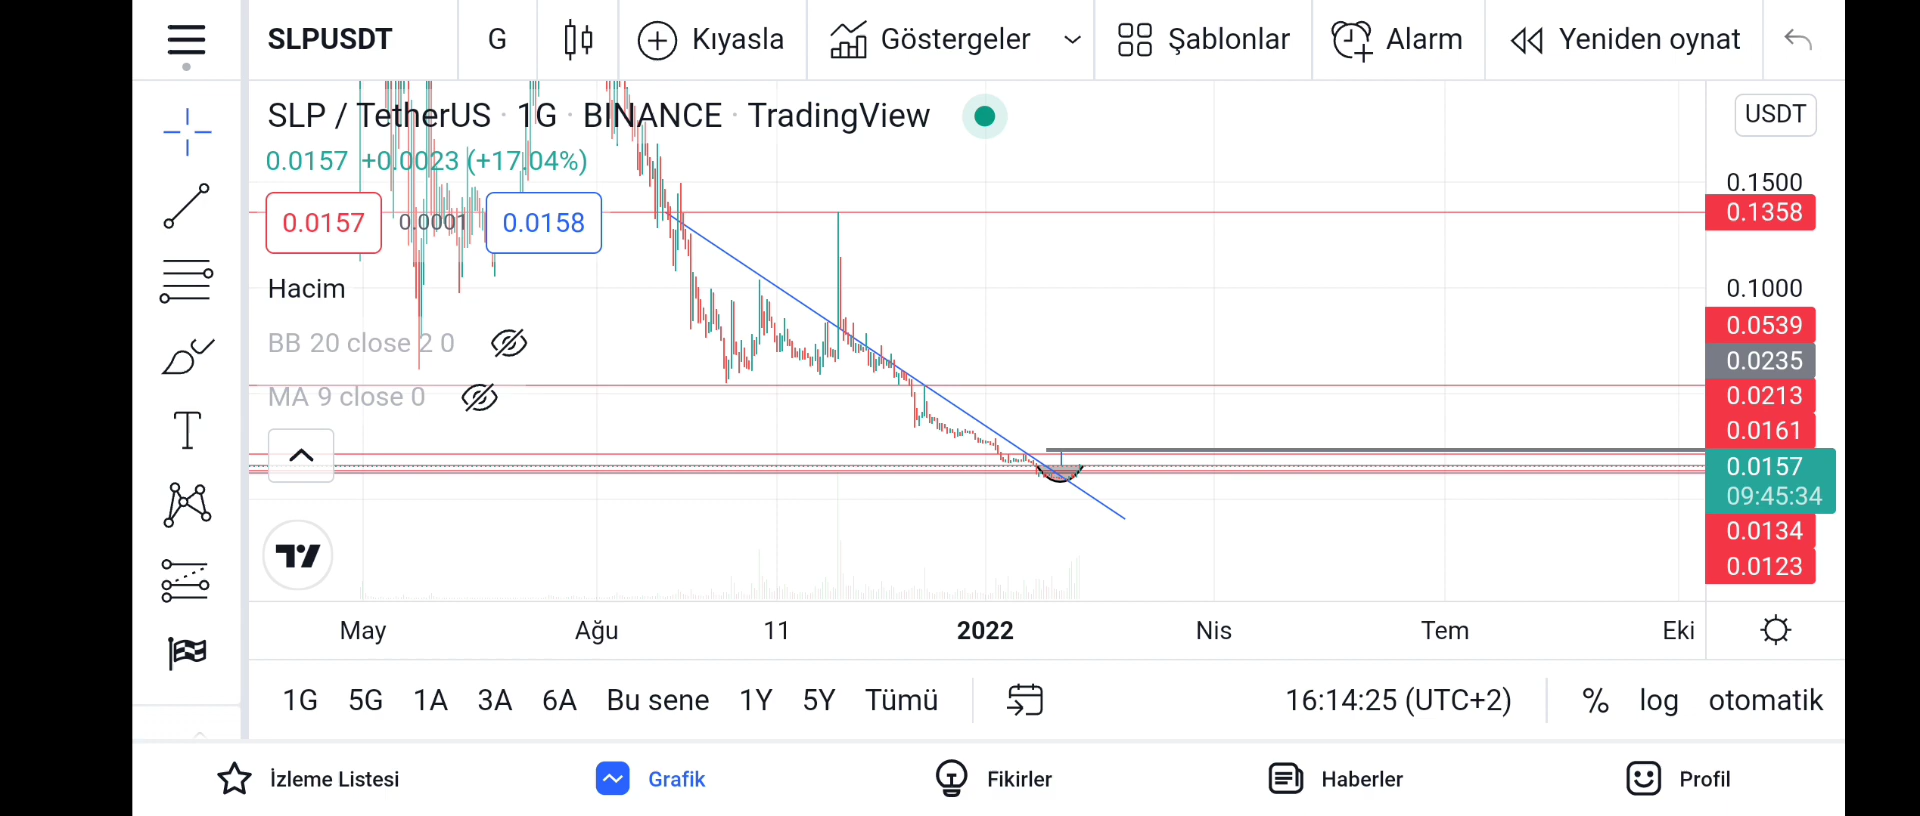 SLPUSDT G Kıyasla Göstergeler Şablonlar Alarm Yeniden oynat
SLP / TetherUS · 1G · BINANCE · TradingView
USDT
0.0157 +0.0023 (+17.04%)
0.0157 0.0001 0.0158
Hacim
BB 20 close 2 0
MA 9 close 0
0.1500
0.1358
0.1000
0.0539
0.0235
0.0213
0.0161
0.0157
09:45:34
0.0134
0.0123
May Ağu 11 2022 Nis Tem Eki
1G 5G 1A 3A 6A Bu sene 1Y 5Y Tümü 16:14:25 (UTC+2) % log otomatik
İzleme Listesi Grafik Fikirler Haberler Profil